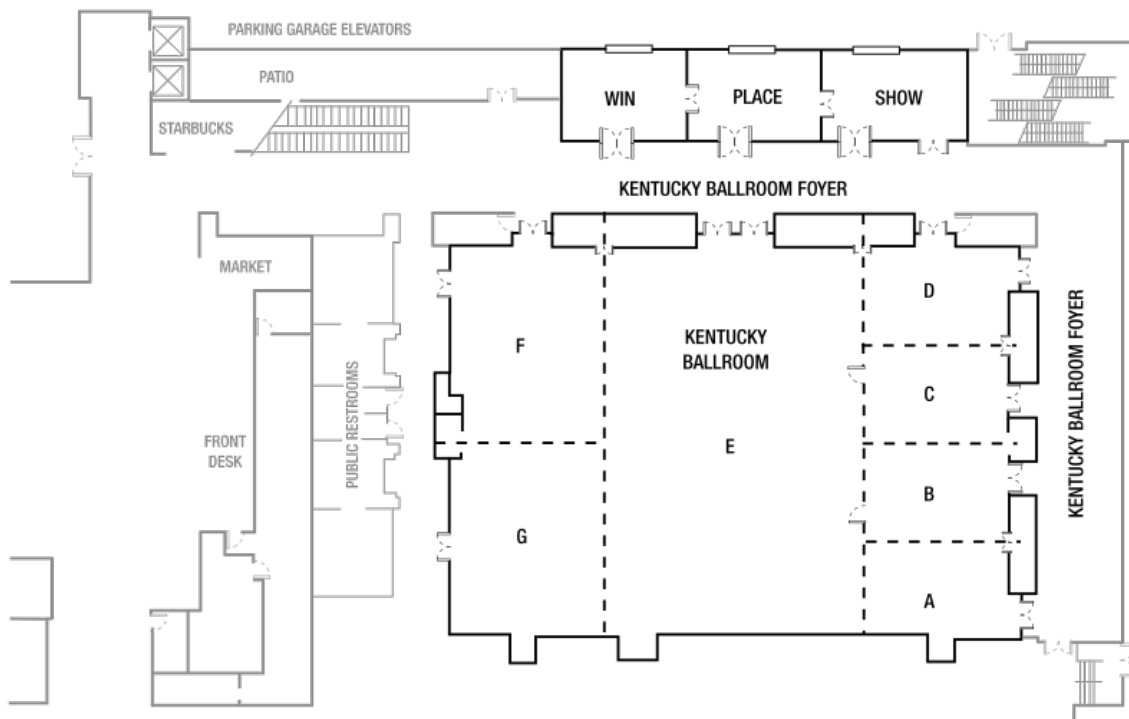 PARKING GARAGE ELEVATORS
PATIO
STARBUCKS
WIN
PLACE
SHOW
KENTUCKY BALLROOM FOYER
MARKET
D
F
KENTUCKY
BALLROOM
C
KENTUCKY BALLROOM FOYER
PUBLIC RESTROOMS
FRONT
DESK
E
B
G
A